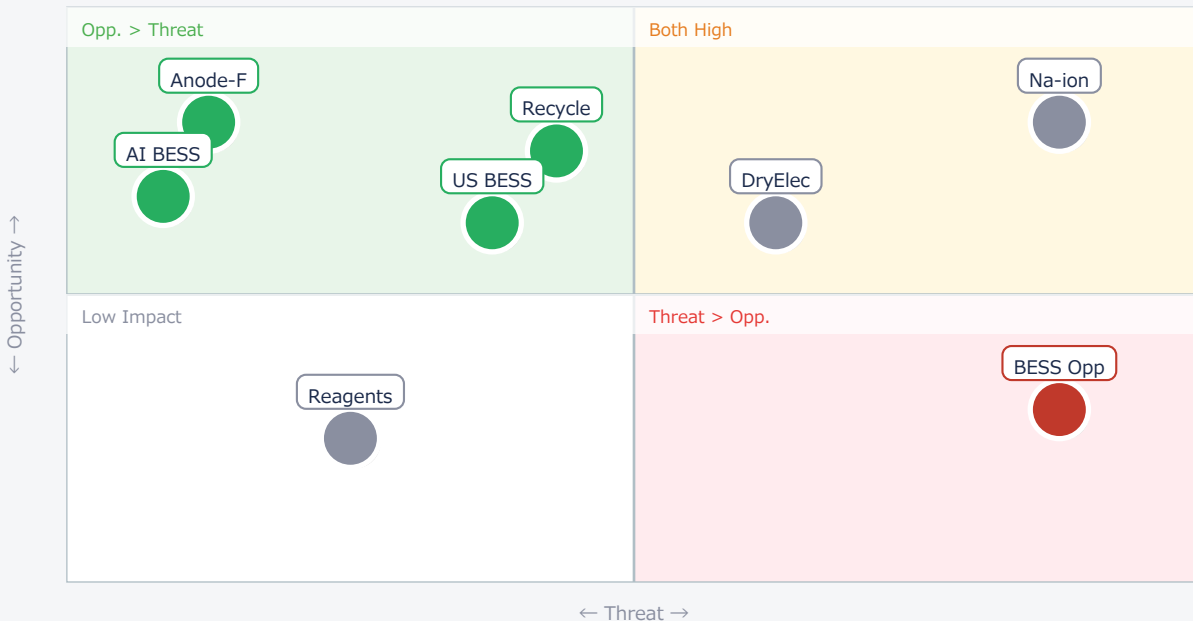 Opp. > Threat
Both High
Anode-F
Na-ion
Recycle
AI BESS
US BESS
DryElec
← Opportunity →
Low Impact
Threat > Opp.
BESS Opp
Reagents
← Threat →